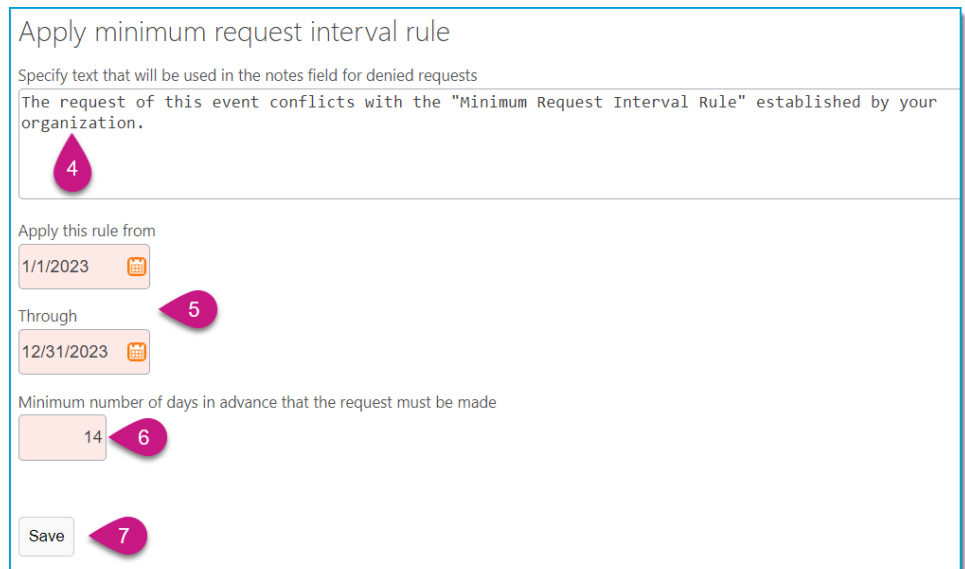 Apply minimum request interval rule
Specify text that will be used in the notes field for denied requests
The request of this event conflicts with the "Minimum Request Interval Rule" established by your
organization.
4
Apply this rule from
1/1/2023
5
Through
12/31/2023
Minimum number of days in advance that the request must be made
14
6
Save
7